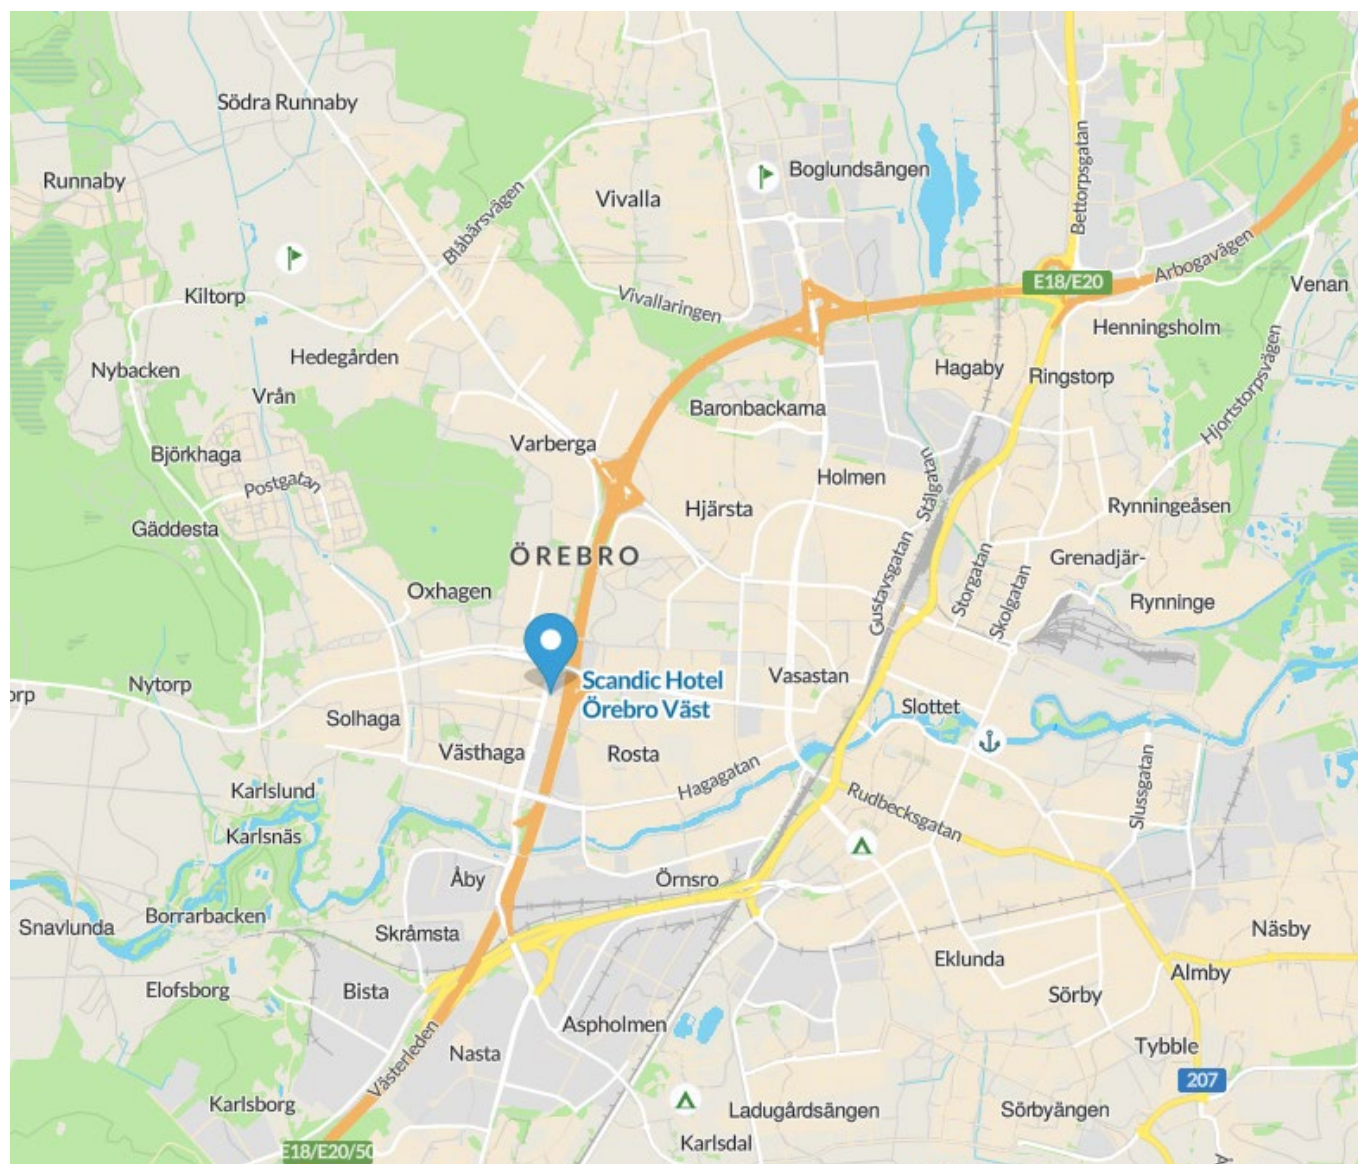 Södra Runnaby
Runnaby
Blåbärsvägen
Vivalla
Boglundsängen
Bettorpsgatan
Arbogavägen
E18/E20
Venan
Kiltorp
Vivallaringen
Henningsholm
Hedegården
Nybacken
Hagaby
Ringstorp
Hjortstorpsvägen
Vrån
Baronbackarna
Varberga
Björkhaga
Postgatan
Holmen
Stålgatan
Hjärsta
Rynningeåsen
Gäddesta
ÖREBRO
Gustavsgatan
Storgatan
Skolgatan
Grenadjär-
Oxhagen
Rynninge
Vasastan
Scandic Hotel
Örebro Väst
orp
Nytorp
Solhaga
Slottet
Västhaga
Rosta
Hagagatan
Slussgatan
Karlslund
Rudbecksgatan
Karlsnäs
Åby
Örnsro
Borrarbacken
Snavlunda
Skråmsta
Näsby
Eklunda
Almby
Elofsborg
Bista
Sörby
Aspholmen
Västerleden
Nasta
Tybble
207
Karlsborg
Ladugårdsängen
Sörbyängen
Karlsdal
E18/E20/50